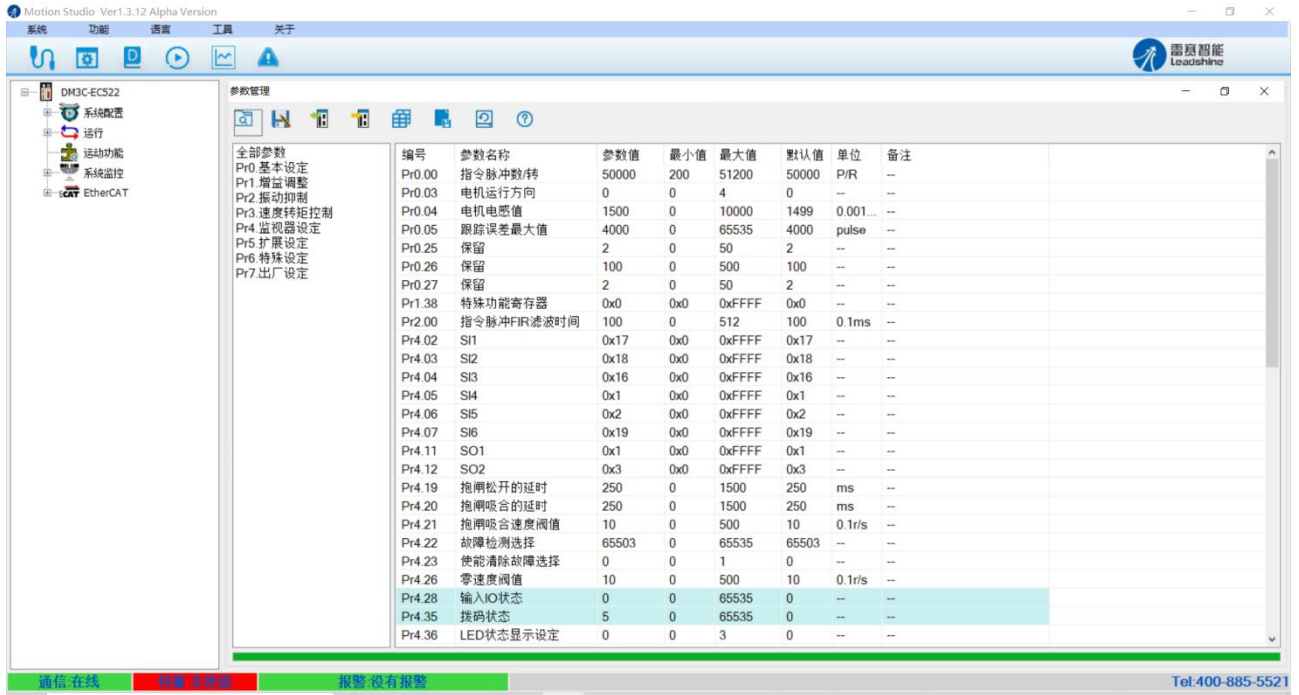 Motion Studio Ver1.3.12 Alpha Version
系统 功能 语言 工具 关于
雷赛智能
Leadshine
DM3C-EC522
系统配置
运行
运动功能
系统监控
EtherCAT
参数管理
全部参数
Pr0.基本设定
Pr1.增益调整
Pr2.振动抑制
Pr3.速度转矩控制
Pr4.监视器设定
Pr5.扩展设定
Pr6.特殊设定
Pr7.出厂设定
编号 参数名称 参数值 最小值 最大值 默认值 单位 备注
Pr0.00 指令脉冲数/转 50000 200 51200 50000 P/R --
Pr0.03 电机运行方向 0 0 4 0 -- --
Pr0.04 电机电感值 1500 0 10000 1499 0.001... --
Pr0.05 跟踪误差最大值 4000 0 65535 4000 pulse --
Pr0.25 保留 2 0 50 2 -- --
Pr0.26 保留 100 0 500 100 -- --
Pr0.27 保留 2 0 50 2 -- --
Pr1.38 特殊功能寄存器 0x0 0x0 0xFFFF 0x0 -- --
Pr2.00 指令脉冲FIR滤波时间 100 0 512 100 0.1ms --
Pr4.02 SI1 0x17 0x0 0xFFFF 0x17 -- --
Pr4.03 SI2 0x18 0x0 0xFFFF 0x18 -- --
Pr4.04 SI3 0x16 0x0 0xFFFF 0x16 -- --
Pr4.05 SI4 0x1 0x0 0xFFFF 0x1 -- --
Pr4.06 SI5 0x2 0x0 0xFFFF 0x2 -- --
Pr4.07 SI6 0x19 0x0 0xFFFF 0x19 -- --
Pr4.11 SO1 0x1 0x0 0xFFFF 0x1 -- --
Pr4.12 SO2 0x3 0x0 0xFFFF 0x3 -- --
Pr4.19 抱闸松开的延时 250 0 1500 250 ms --
Pr4.20 抱闸吸合的延时 250 0 1500 250 ms --
Pr4.21 抱闸吸合速度阀值 10 0 500 10 0.1r/s --
Pr4.22 故障检测选择 65503 0 65535 65503 -- --
Pr4.23 使能清除故障选择 0 0 1 0 -- --
Pr4.26 零速度阀值 10 0 500 10 0.1r/s --
Pr4.28 输入IO状态 0 0 65535 0 -- --
Pr4.35 拨码状态 5 0 65535 0 -- --
Pr4.36 LED状态显示设定 0 0 3 0 -- --
通信:在线 伺服:非使能 报警:没有报警 Tel:400-885-5521